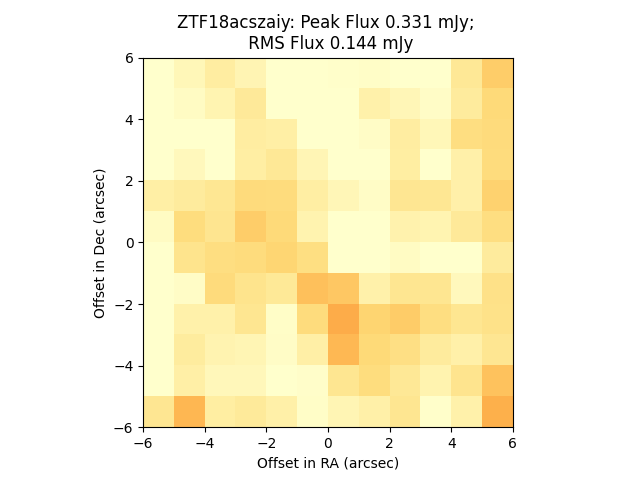 ZTF18acszaiy: Peak Flux 0.331 mJy;
RMS Flux 0.144 mJy
6
4
2
0
−2
−4
−6
Offset in Dec (arcsec)
−6 −4 −2 0 2 4 6
Offset in RA (arcsec)